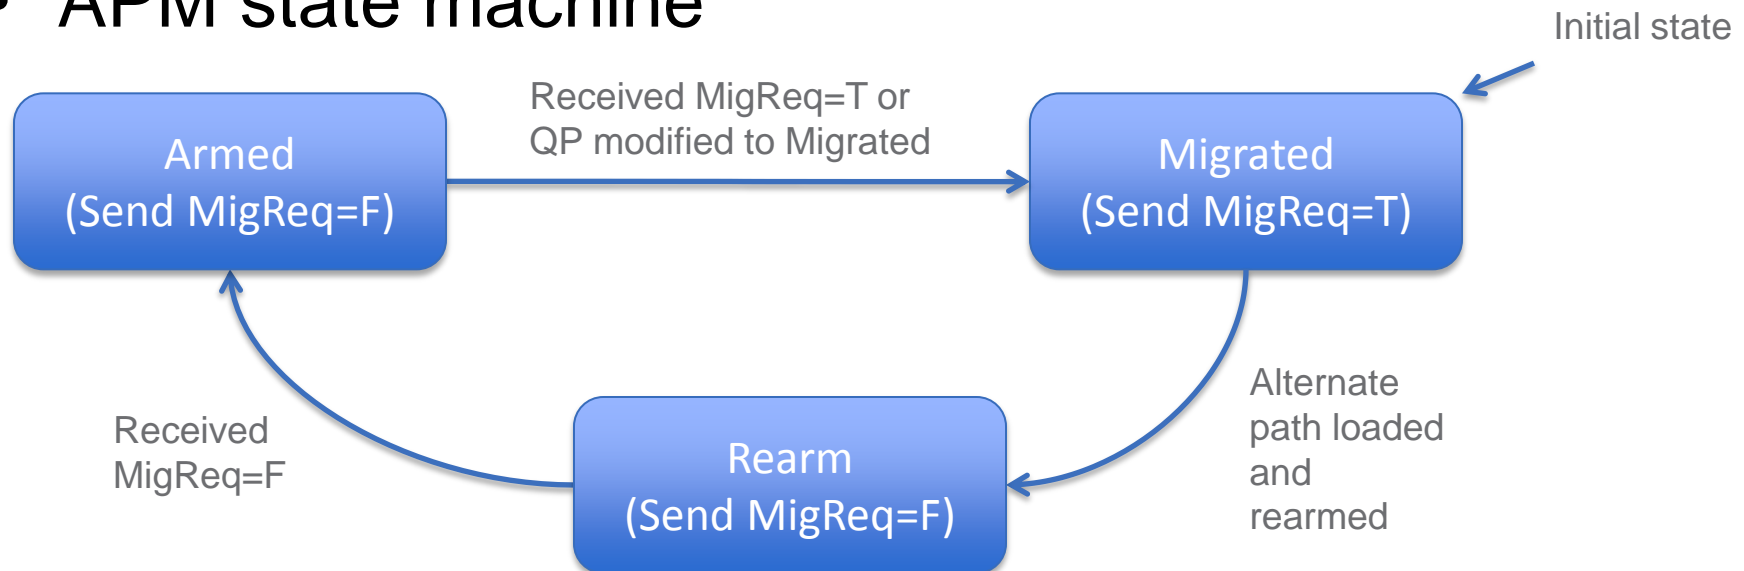 • APM state machine
Initial state
Received MigReq=T or
QP modified to Migrated
Armed
(Send MigReq=F)
Migrated
(Send MigReq=T)
Alternate
path loaded
and
rearmed
Received
MigReq=F
Rearm
(Send MigReq=F)